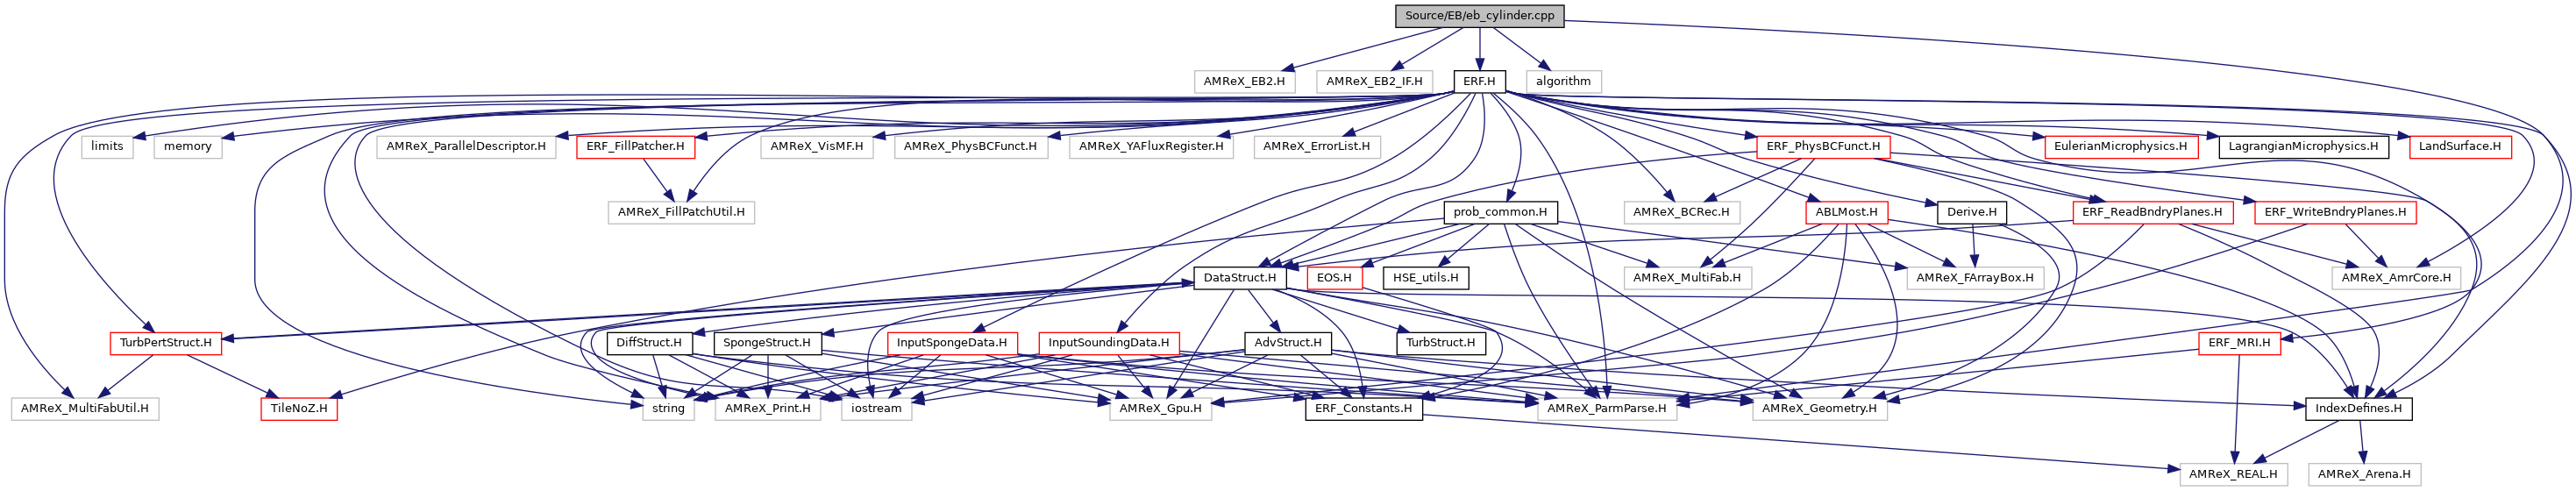 Source/EB/eb_cylinder.cpp
AMReX_EB2.H
AMReX_EB2_IF.H
ERF.H
algorithm
limits
memory
AMReX_ParallelDescriptor.H
ERF_FillPatcher.H
AMReX_VisMF.H
AMReX_PhysBCFunct.H
AMReX_YAFluxRegister.H
AMReX_ErrorList.H
ERF_PhysBCFunct.H
EulerianMicrophysics.H
LagrangianMicrophysics.H
LandSurface.H
AMReX_FillPatchUtil.H
prob_common.H
AMReX_BCRec.H
ABLMost.H
Derive.H
ERF_ReadBndryPlanes.H
ERF_WriteBndryPlanes.H
DataStruct.H
EOS.H
HSE_utils.H
AMReX_MultiFab.H
AMReX_FArrayBox.H
AMReX_AmrCore.H
TurbPertStruct.H
DiffStruct.H
SpongeStruct.H
InputSpongeData.H
InputSoundingData.H
AdvStruct.H
TurbStruct.H
ERF_MRI.H
AMReX_MultiFabUtil.H
TileNoZ.H
string
AMReX_Print.H
iostream
AMReX_Gpu.H
ERF_Constants.H
AMReX_ParmParse.H
AMReX_Geometry.H
IndexDefines.H
AMReX_REAL.H
AMReX_Arena.H